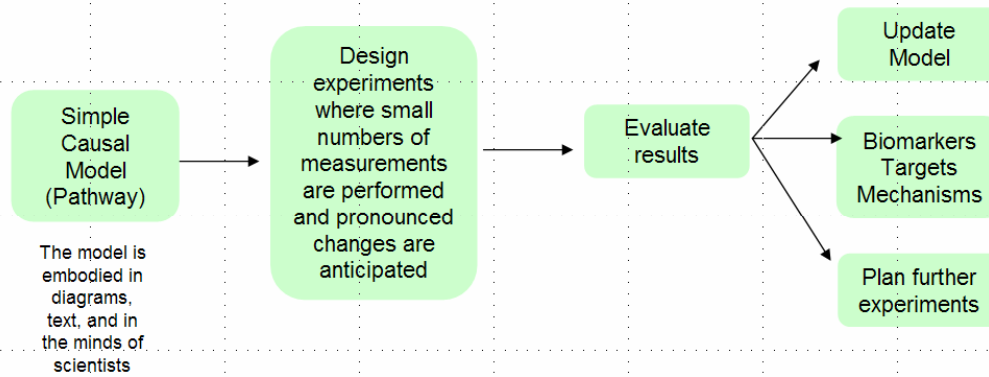 Simple
Causal
Model
(Pathway)
The model is
embodied in
diagrams,
text, and in
the minds of
scientists
Design
experiments
where small
numbers of
measurements
are performed
and pronounced
changes are
anticipated
Evaluate
results
Update
Model
Biomarkers
Targets
Mechanisms
Plan further
experiments